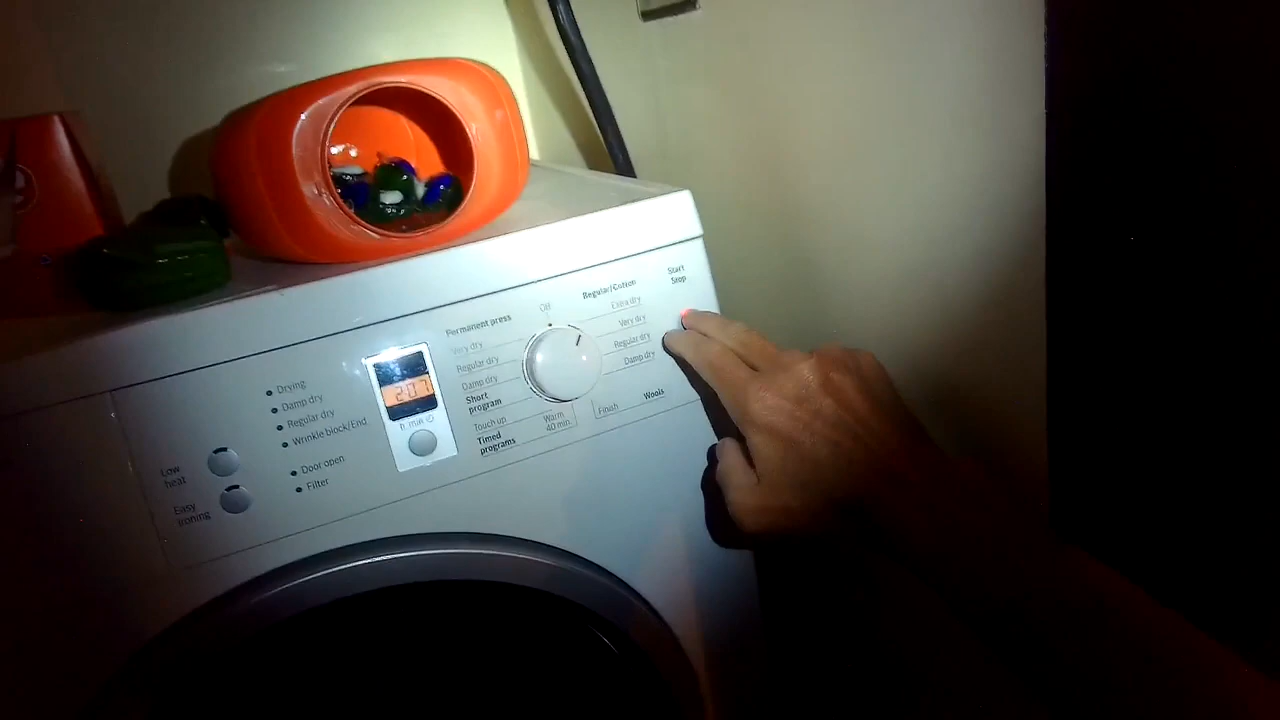 Start
Stop
Regular/Cotton
Off
Extra dry
Very dry
Regular dry
Damp dry
Permanent press
Very dry
Regular dry
Damp dry
Short
program
Touch up
Timed
programs
Warm
40 min.
Finish
Wools
2:07
h min
Drying
Damp dry
Regular dry
Wrinkle block/End
Door open
Filter
Low
heat
Easy
ironing